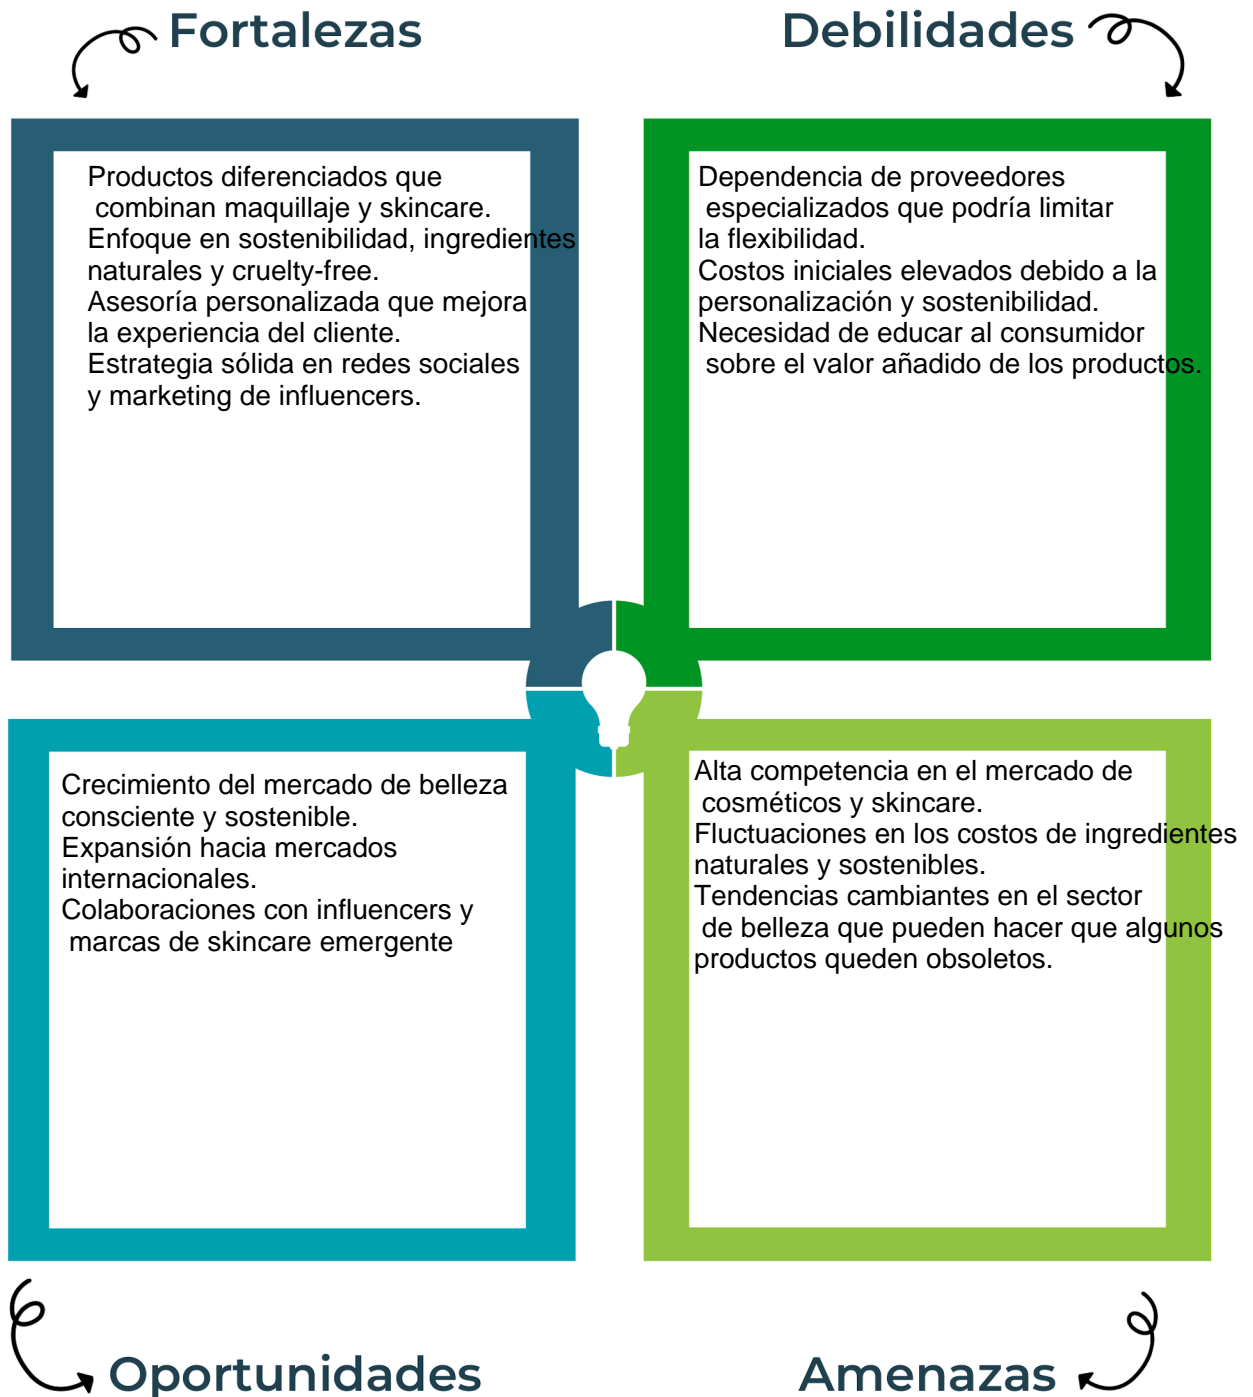 Fortalezas
Productos diferenciados que
combinan maquillaje y skincare.
Enfoque en sostenibilidad, ingredientes
naturales y cruelty-free.
Asesoría personalizada que mejora
la experiencia del cliente.
Estrategia sólida en redes sociales
y marketing de influencers.
Debilidades
Dependencia de proveedores
especializados que podría limitar
la flexibilidad.
Costos iniciales elevados debido a la
personalización y sostenibilidad.
Necesidad de educar al consumidor
sobre el valor añadido de los productos.
Crecimiento del mercado de belleza
consciente y sostenible.
Expansión hacia mercados
internacionales.
Colaboraciones con influencers y
marcas de skincare emergente
Oportunidades
Alta competencia en el mercado de
cosméticos y skincare.
Fluctuaciones en los costos de ingredientes
naturales y sostenibles.
Tendencias cambiantes en el sector
de belleza que pueden hacer que algunos
productos queden obsoletos.
Amenazas